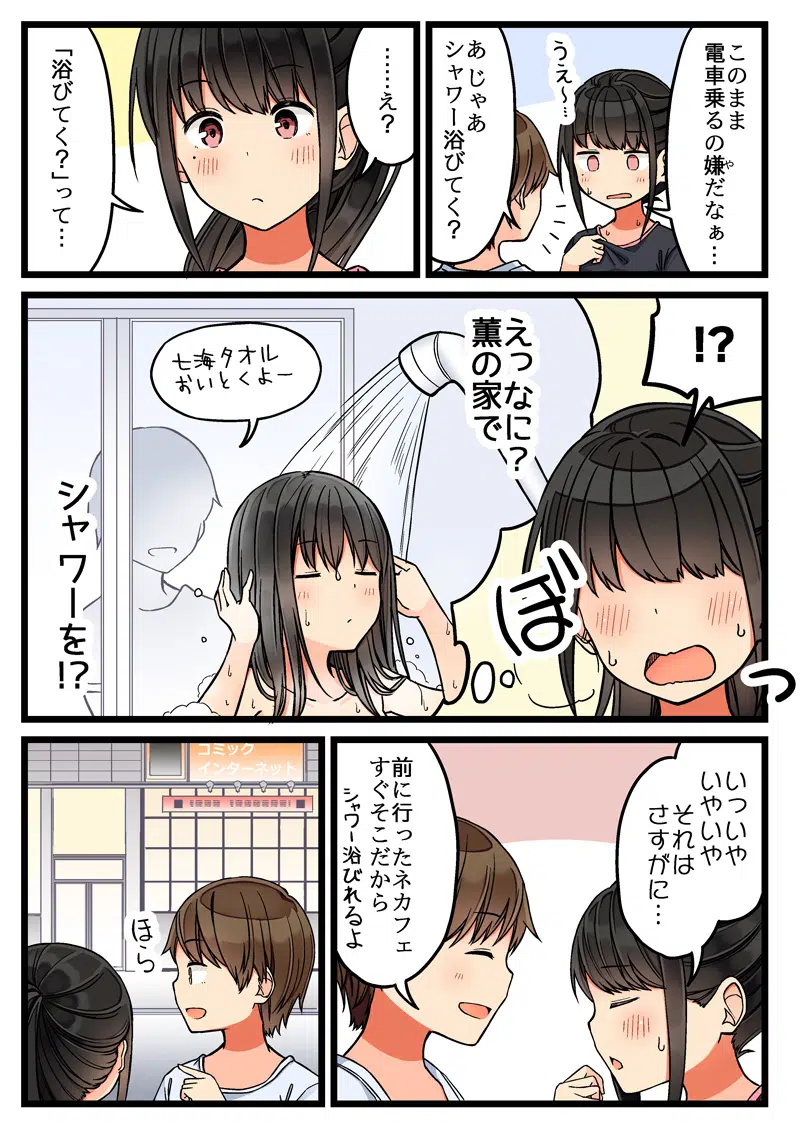 このまま
電車乗るの嫌だなぁ…
や
うぇ〜…
あ じゃあ
シャワー浴びてく？
……え？
「浴びてく？」って…
!?
えっなに？
薫の家で
七海タオル
おいとくよー
シャワーを!?
ぼっ
いっいや
いやいや
それは
さすがに…
前に行ったネカフェ
すぐそこだから
シャワー浴びれるよ
ほら
コミック
インターネット